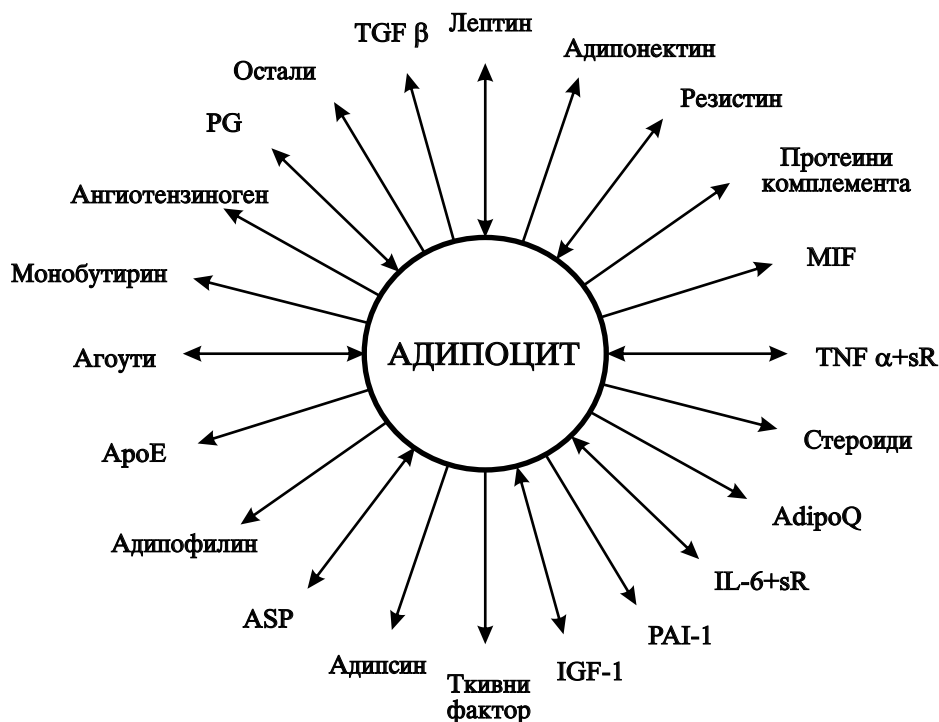 TGF β
Лептин
Адипонектин
Остали
Резистин
PG
Протеини
комплемента
Ангиотензиноген
MIF
Монобутирин
АДИПОЦИТ
Агоути
TNF α+sR
Стероиди
ApoE
AdipoQ
Адипофилин
IL-6+sR
ASP
PAI-1
Адипсин
IGF-1
Ткивни
фактор